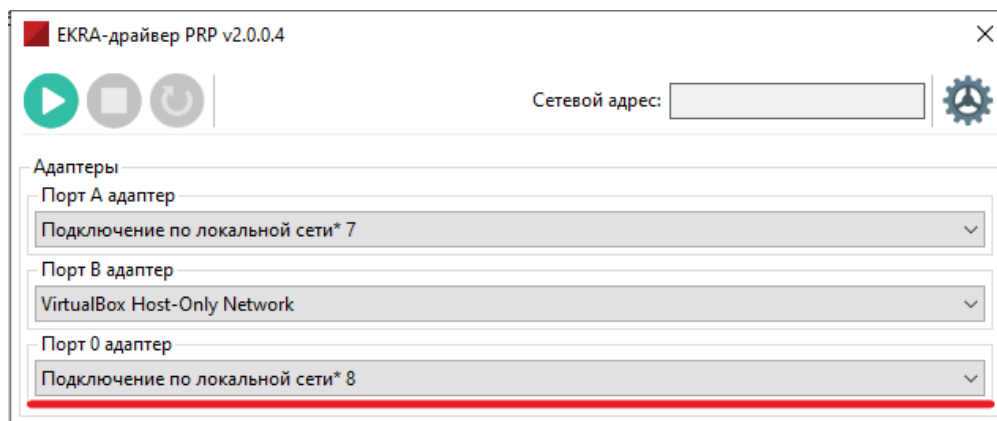 EKRA-драйвер PRP v2.0.0.4
Сетевой адрес:
Адаптеры
Порт A адаптер
Подключение по локальной сети* 7
Порт B адаптер
VirtualBox Host-Only Network
Порт 0 адаптер
Подключение по локальной сети* 8